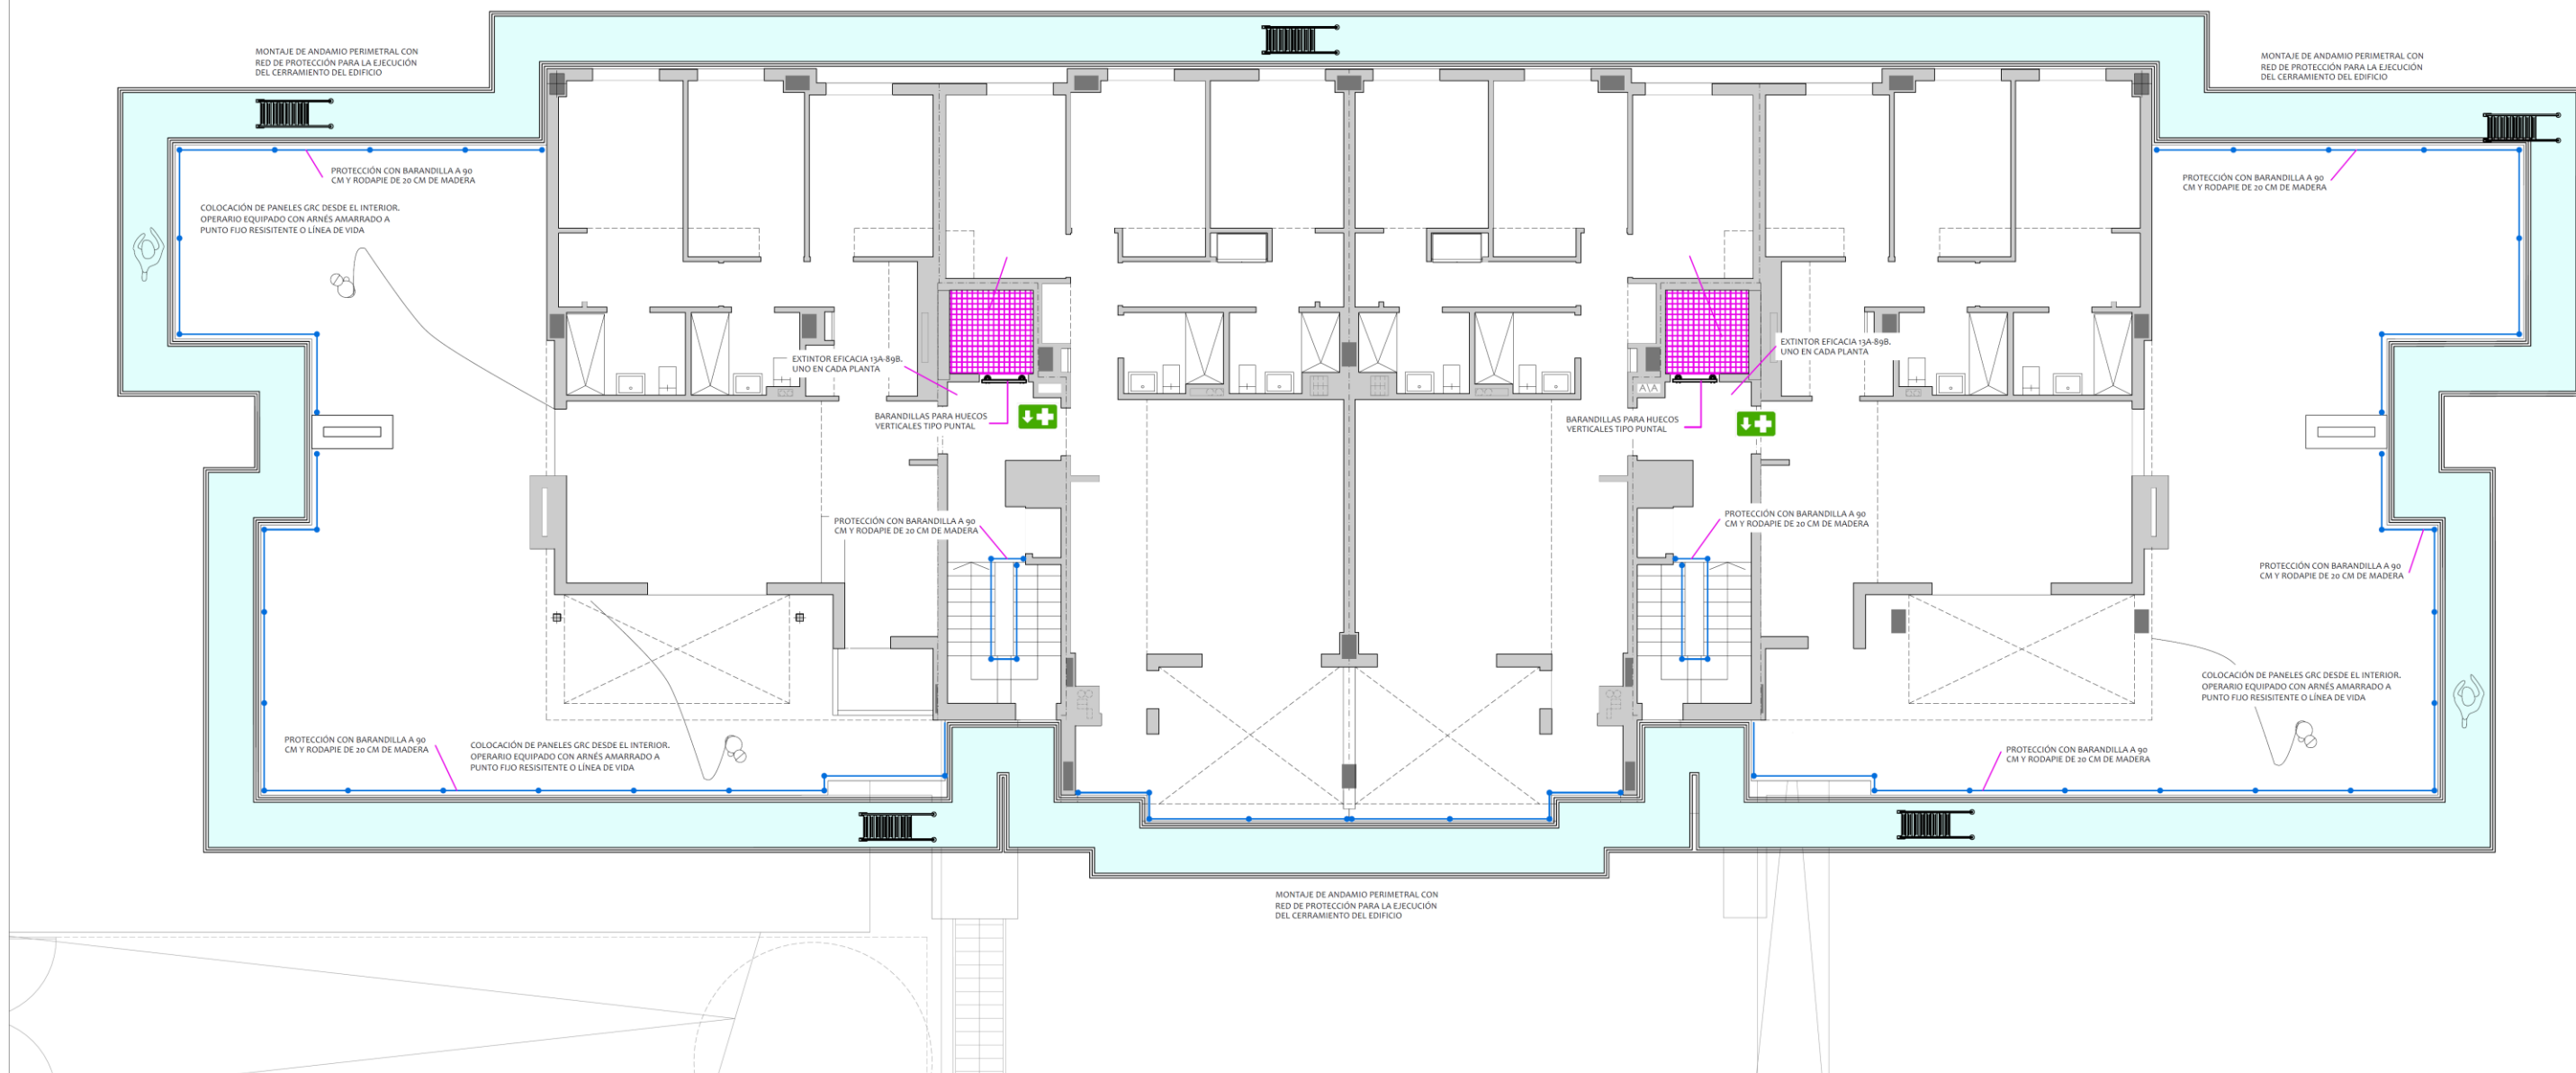 MONTAJE DE ANDAMIO PERIMETRAL CON
RED DE PROTECCIÓN PARA LA EJECUCIÓN
DEL CERRAMIENTO DEL EDIFICIO
MONTAJE DE ANDAMIO PERIMETRAL CON
RED DE PROTECCIÓN PARA LA EJECUCIÓN
DEL CERRAMIENTO DEL EDIFICIO
PROTECCIÓN CON BARANDILLA A 90
CM Y RODAPIE DE 20 CM DE MADERA
PROTECCIÓN CON BARANDILLA A 90
CM Y RODAPIE DE 20 CM DE MADERA
COLOCACIÓN DE PANELES GRC DESDE EL INTERIOR.
OPERARIO EQUIPADO CON ARNÉS AMARRADO A
PUNTO FIJO RESISITENTE O LÍNEA DE VIDA
EXTINTOR EFICACIA 13A-89B.
UNO EN CADA PLANTA
EXTINTOR EFICACIA 13A-89B.
UNO EN CADA PLANTA
A\A
BARANDILLAS PARA HUECOS
VERTICALES TIPO PUNTAL
BARANDILLAS PARA HUECOS
VERTICALES TIPO PUNTAL
PROTECCIÓN CON BARANDILLA A 90
CM Y RODAPIE DE 20 CM DE MADERA
PROTECCIÓN CON BARANDILLA A 90
CM Y RODAPIE DE 20 CM DE MADERA
PROTECCIÓN CON BARANDILLA A 90
CM Y RODAPIE DE 20 CM DE MADERA
COLOCACIÓN DE PANELES GRC DESDE EL INTERIOR.
OPERARIO EQUIPADO CON ARNÉS AMARRADO A
PUNTO FIJO RESISITENTE O LÍNEA DE VIDA
PROTECCIÓN CON BARANDILLA A 90
CM Y RODAPIE DE 20 CM DE MADERA
COLOCACIÓN DE PANELES GRC DESDE EL INTERIOR.
OPERARIO EQUIPADO CON ARNÉS AMARRADO A
PUNTO FIJO RESISITENTE O LÍNEA DE VIDA
PROTECCIÓN CON BARANDILLA A 90
CM Y RODAPIE DE 20 CM DE MADERA
MONTAJE DE ANDAMIO PERIMETRAL CON
RED DE PROTECCIÓN PARA LA EJECUCIÓN
DEL CERRAMIENTO DEL EDIFICIO